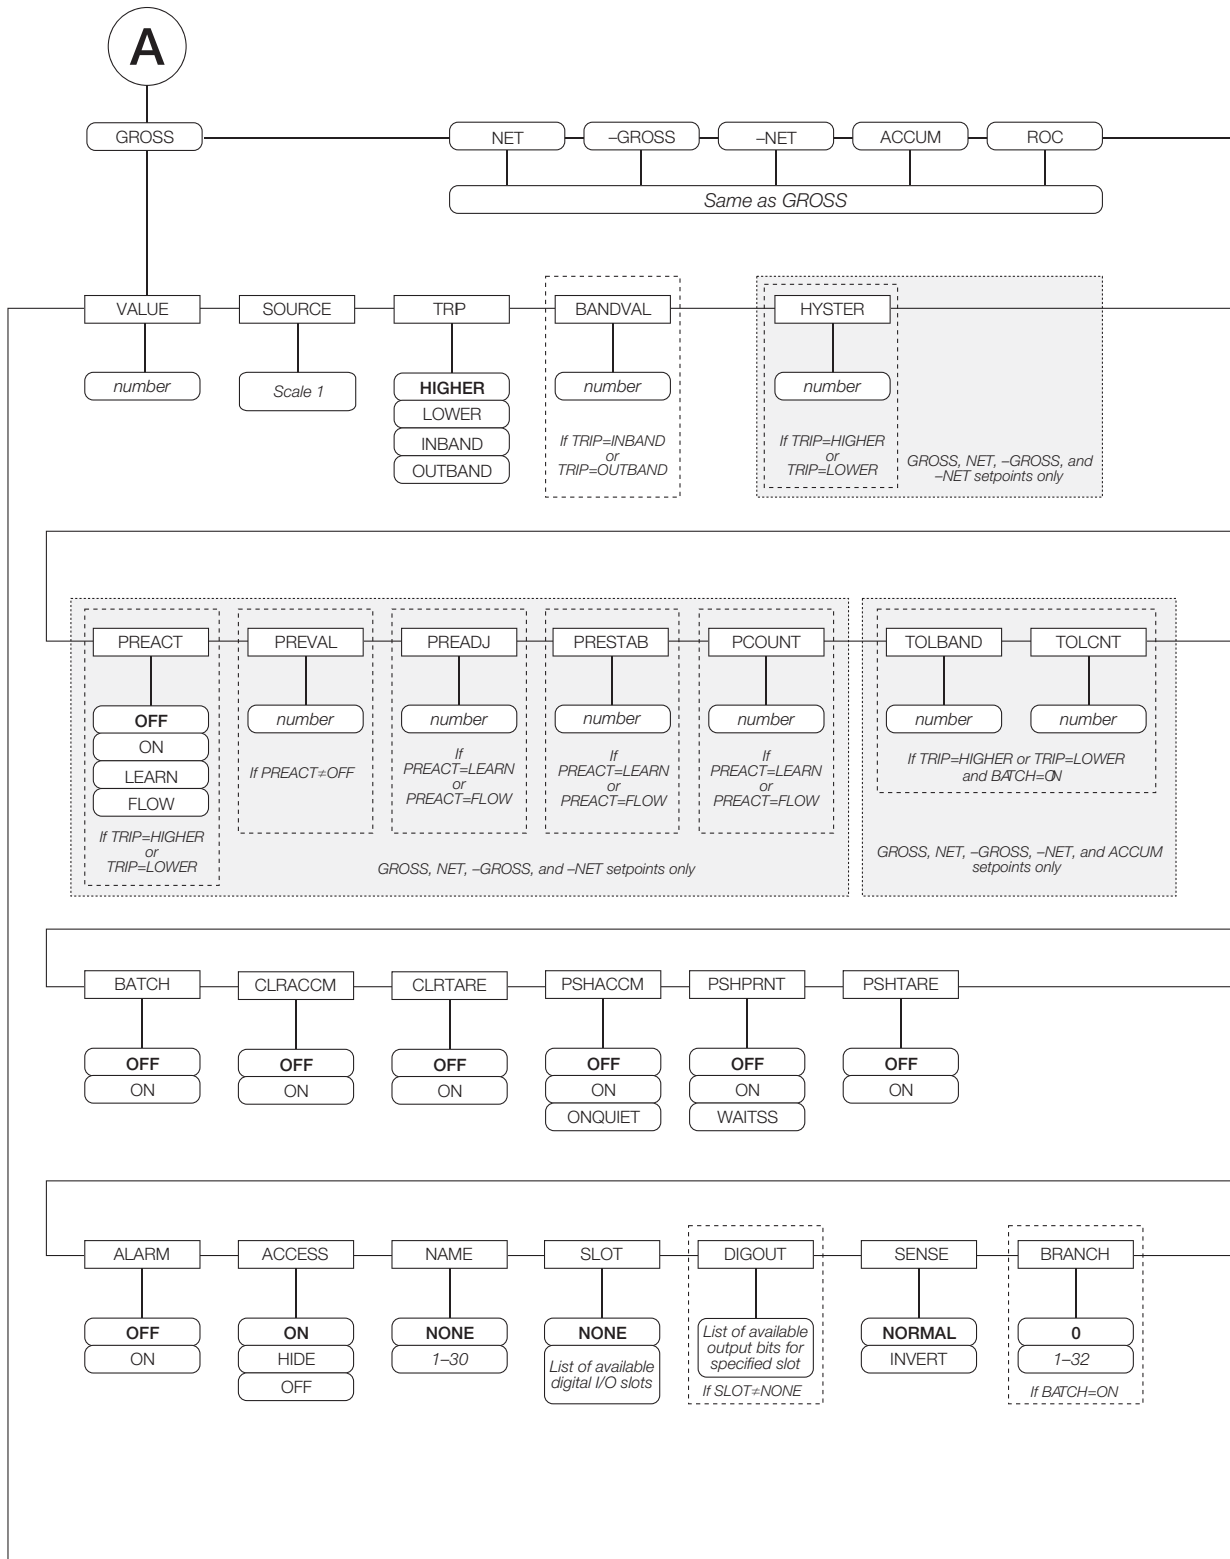 A
GROSS
NET
–GROSS
–NET
ACCUM
ROC
Same as GROSS
VALUE
SOURCE
TRIP
BANDVAL
HYSTER
number
Scale 1
HIGHER
LOWER
INBAND
OUTBAND
number
If TRIP=INBAND
or
TRIP=OUTBAND
number
If TRIP=HIGHER
or
TRIP=LOWER
GROSS, NET, –GROSS, and
–NET setpoints only
PREACT
PREVAL
PREADJ
PRESTAB
PCOUNT
TOLBAND
TOLCNT
OFF
ON
LEARN
FLOW
If TRIP=HIGHER
or
TRIP=LOWER
number
If PREACT≠OFF
number
If
PREACT=LEARN
or
PREACT=FLOW
number
If
PREACT=LEARN
or
PREACT=FLOW
number
If
PREACT=LEARN
or
PREACT=FLOW
GROSS, NET, –GROSS, and –NET setpoints only
number
number
If TRIP=HIGHER or TRIP=LOWER
and BATCH=ON
GROSS, NET, –GROSS, –NET, and ACCUM
setpoints only
BATCH
CLRACCM
CLRTARE
PSHACCM
PSHPRNT
PSHTARE
OFF
ON
OFF
ON
OFF
ON
OFF
ON
ONQUIET
OFF
ON
WAITSS
OFF
ON
ALARM
ACCESS
NAME
SLOT
DIGOUT
SENSE
BRANCH
OFF
ON
ON
HIDE
OFF
NONE
1–30
NONE
List of available
digital I/O slots
List of available
output bits for
specified slot
If SLOT≠NONE
NORMAL
INVERT
0
1–32
If BATCH=ON